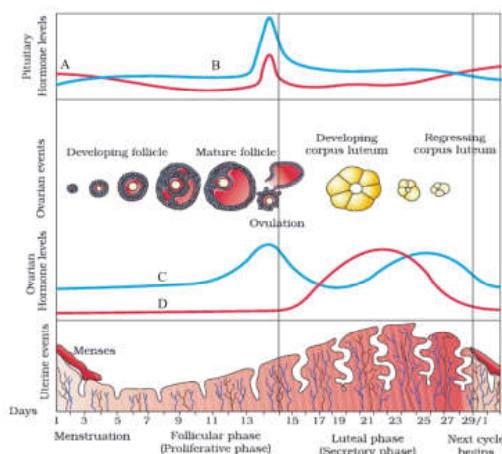 Pituitary
Hormone levels
A
B
Ovarian events
Developing follicle
Mature follicle
Developing
corpus luteum
Regressing
corpus luteum
Ovulation
Ovarian
Hormone levels
C
D
Uterine events
Menses
Days
1 3 5 7 9 11 13 15 17 19 21 23 25 27 29/1
Menstruation
Follicular phase
(Proliferative phase)
Luteal phase
(Secretory phase)
Next cycle
begins